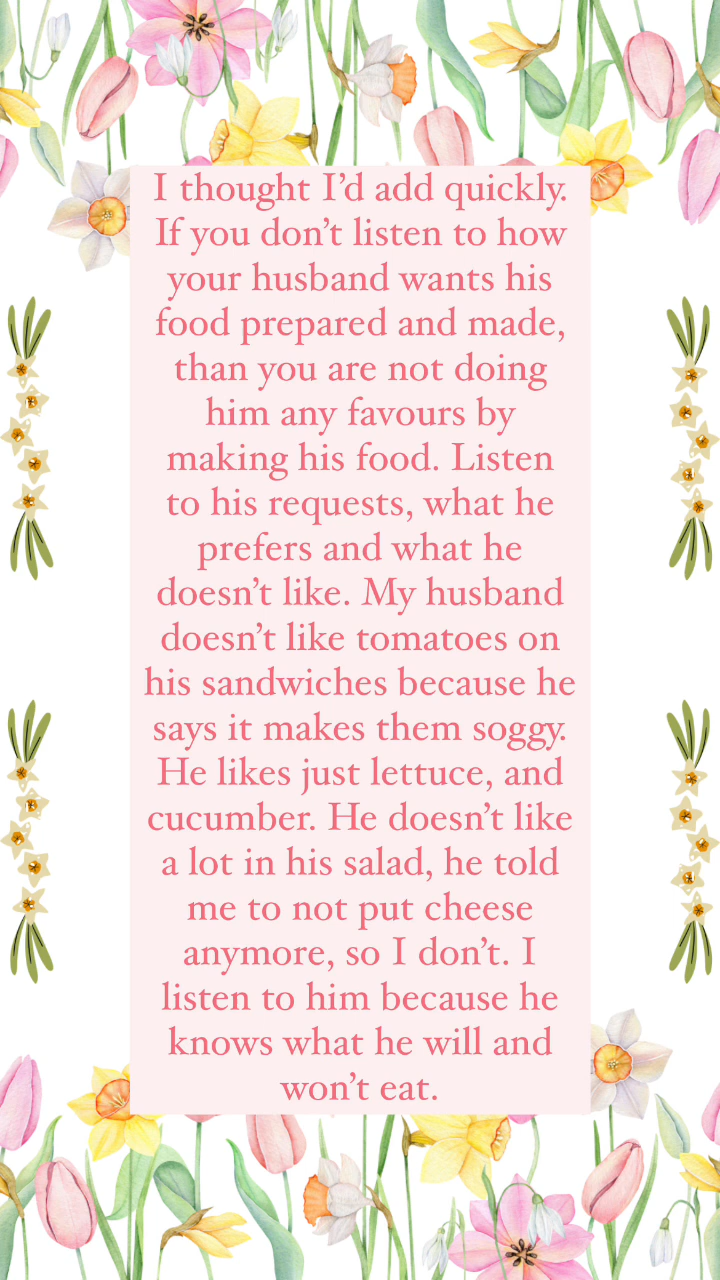 I thought I'd add quickly.
If you don't listen to how
your husband wants his
food prepared and made,
than you are not doing
him any favours by
making his food. Listen
to his requests, what he
prefers and what he
doesn't like. My husband
doesn't like tomatoes on
his sandwiches because he
says it makes them soggy.
He likes just lettuce, and
cucumber. He doesn't like
a lot in his salad, he told
me to not put cheese
anymore, so I don't. I
listen to him because he
knows what he will and
won't eat.